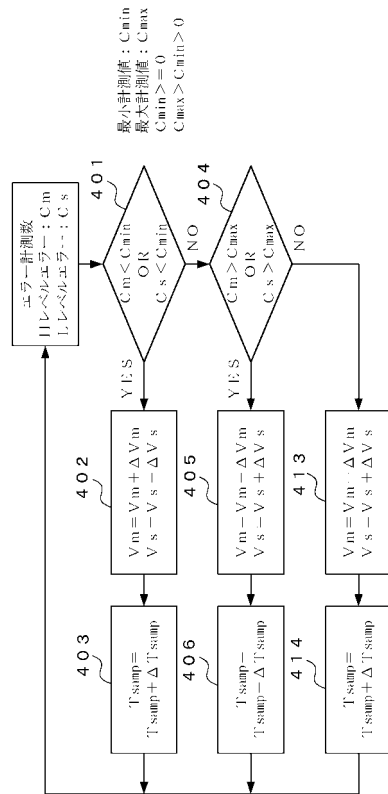 エラー計測数
Hレベルエラー：Cm
Lレベルエラー：Cs
最小計測値：Cmin
最大計測値：Cmax
Cmin>=0
Cmax>Cmin>0
401
Cm<Cmin
OR
Cs<Cmin
YES
NO
402
Vm=Vm+ΔVm
Vs-Vs-ΔVs
403
Tsamp=
Tsamp+ΔTsamp
404
Cm>Cmax
OR
Cs>Cmax
YES
NO
405
Vm-Vm-ΔVm
Vs-Vs+ΔVs
406
Tsamp-
Tsamp-ΔTsamp
413
Vm=Vm-ΔVm
Vs-Vs+ΔVs
414
Tsamp=
Tsamp+ΔTsamp